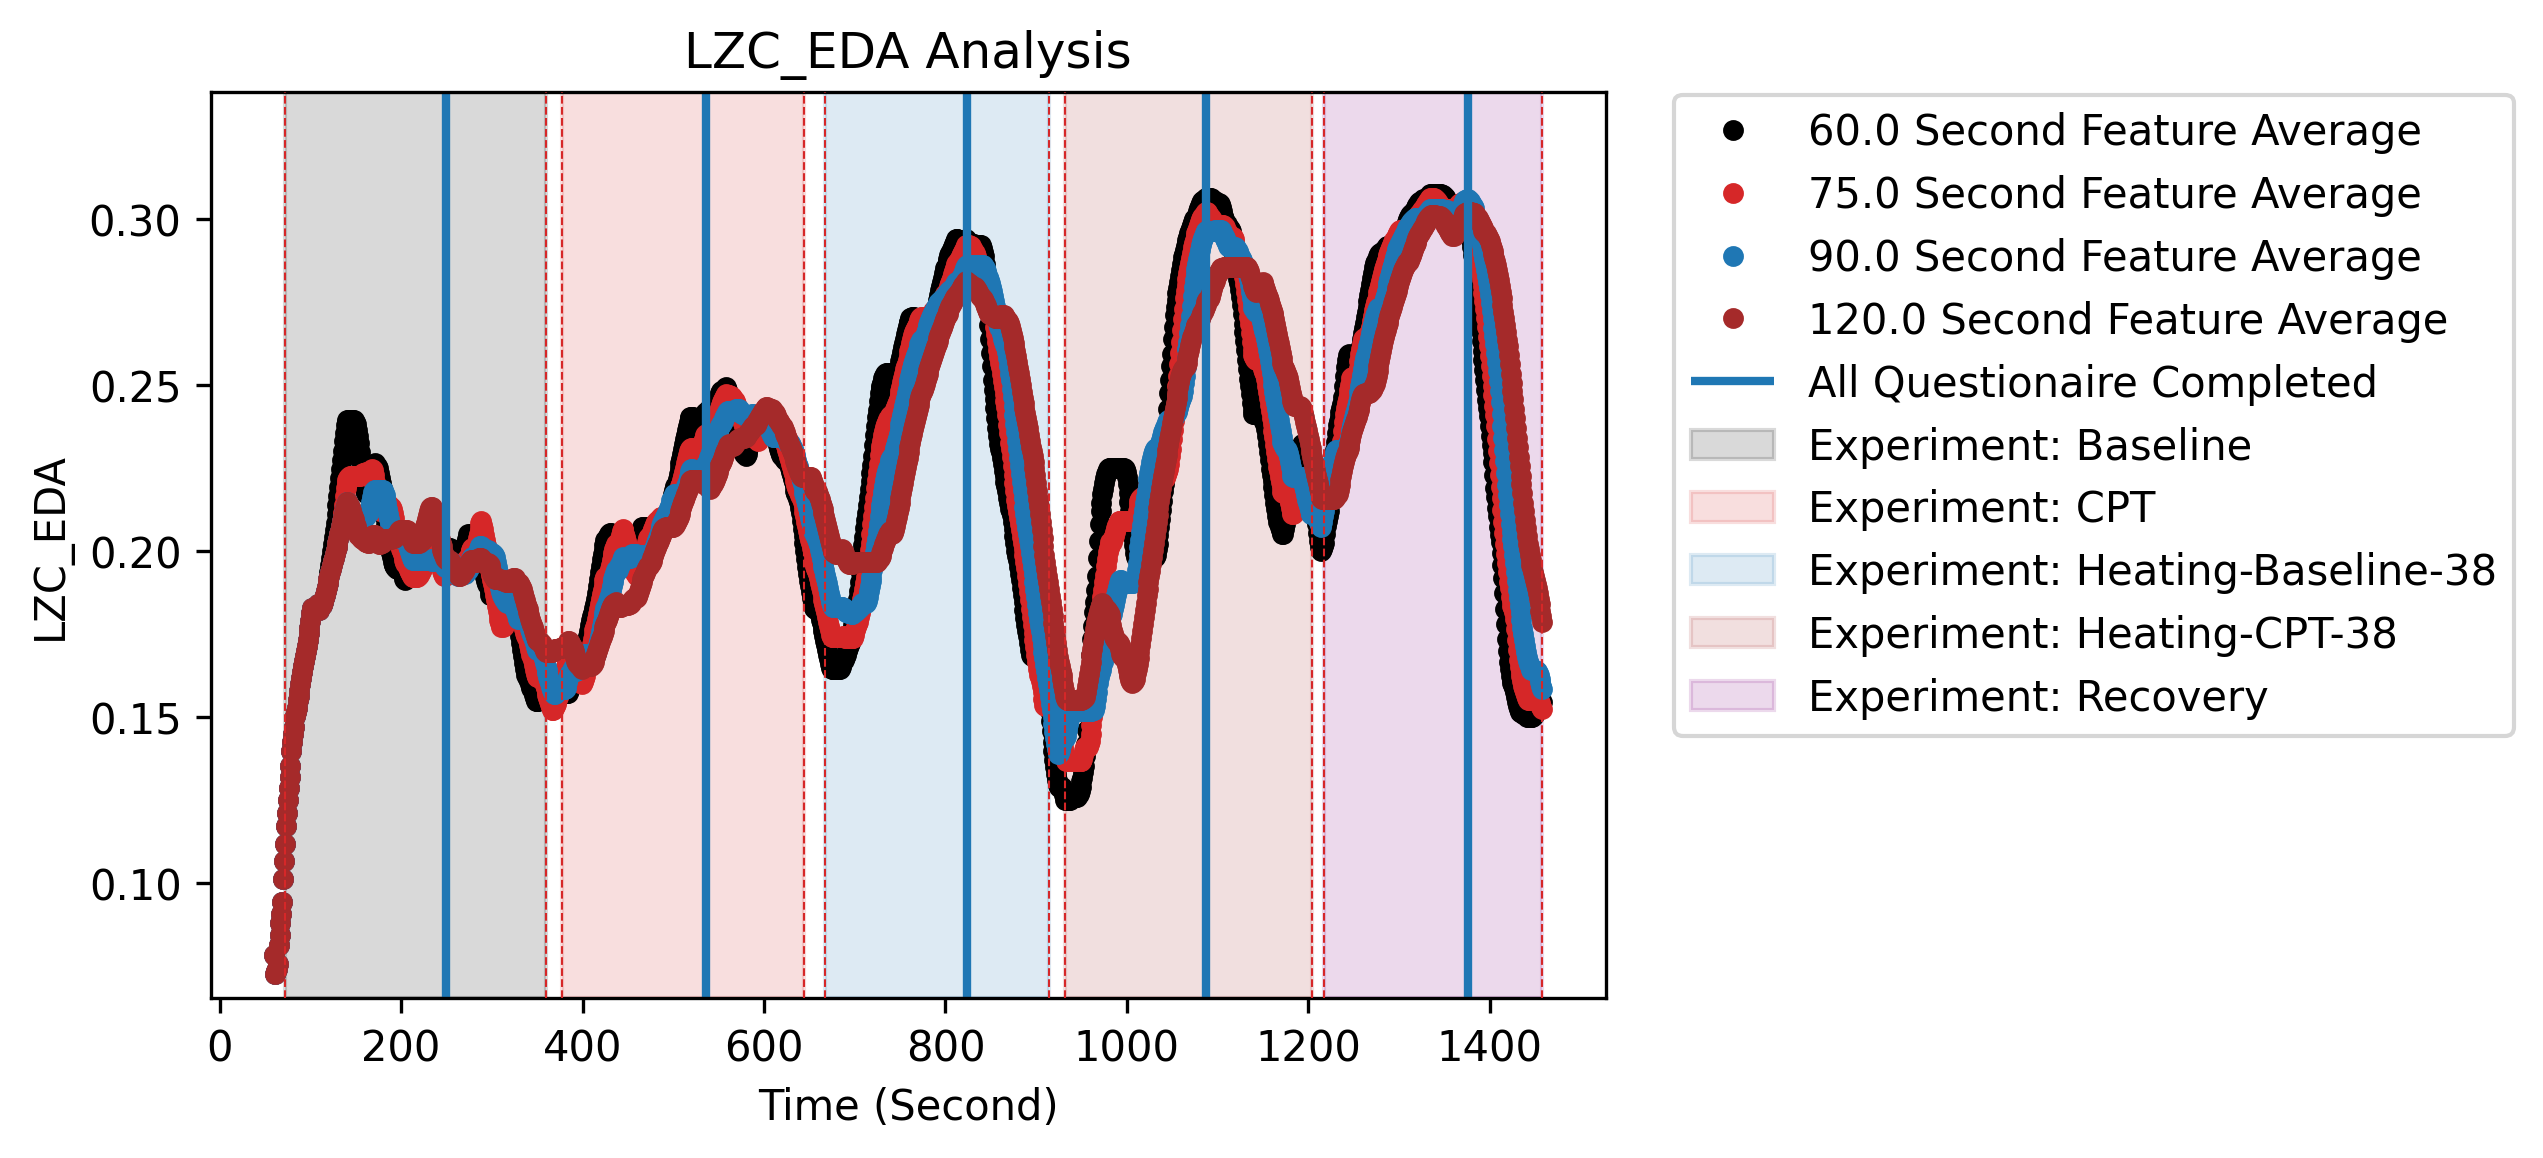 LZC_EDA Analysis
LZC_EDA
0.30
0.25
0.20
0.15
0.10
0 200 400 600 800 1000 1200 1400
Time (Second)
60.0 Second Feature Average
75.0 Second Feature Average
90.0 Second Feature Average
120.0 Second Feature Average
All Questionaire Completed
Experiment: Baseline
Experiment: CPT
Experiment: Heating-Baseline-38
Experiment: Heating-CPT-38
Experiment: Recovery